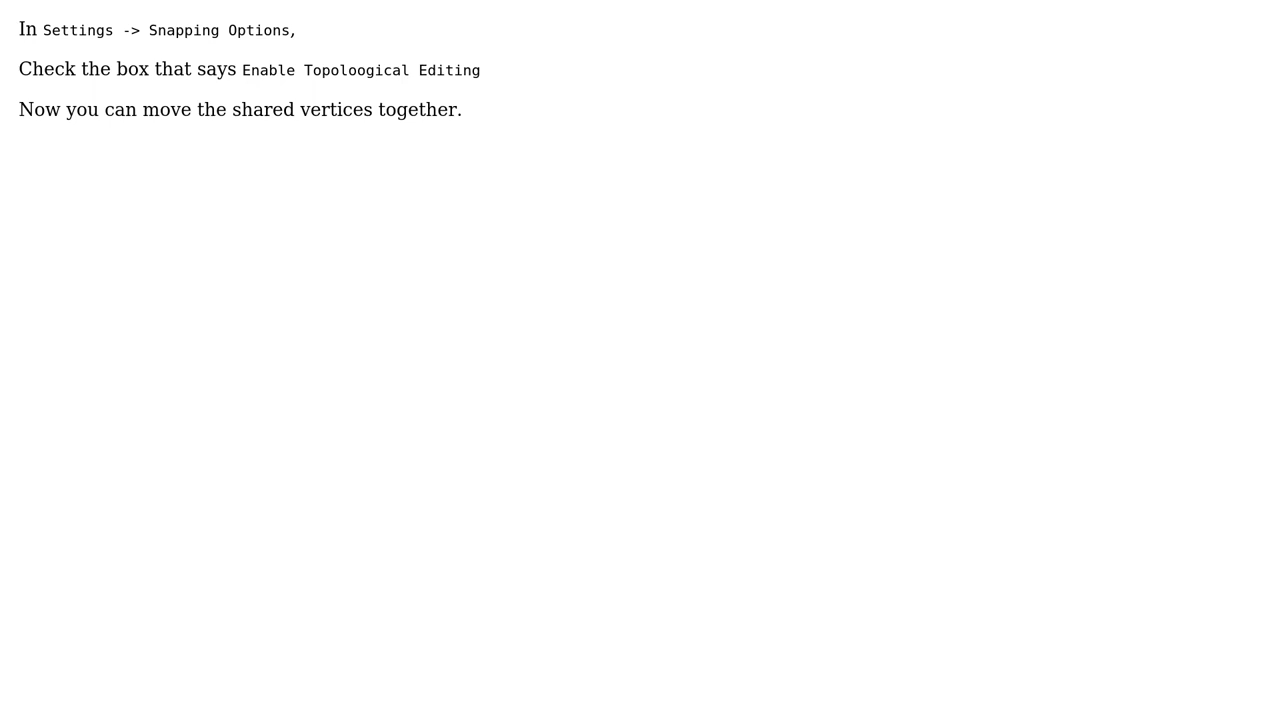 In Settings -> Snapping Options,
Check the box that says Enable Topoloogical Editing
Now you can move the shared vertices together.